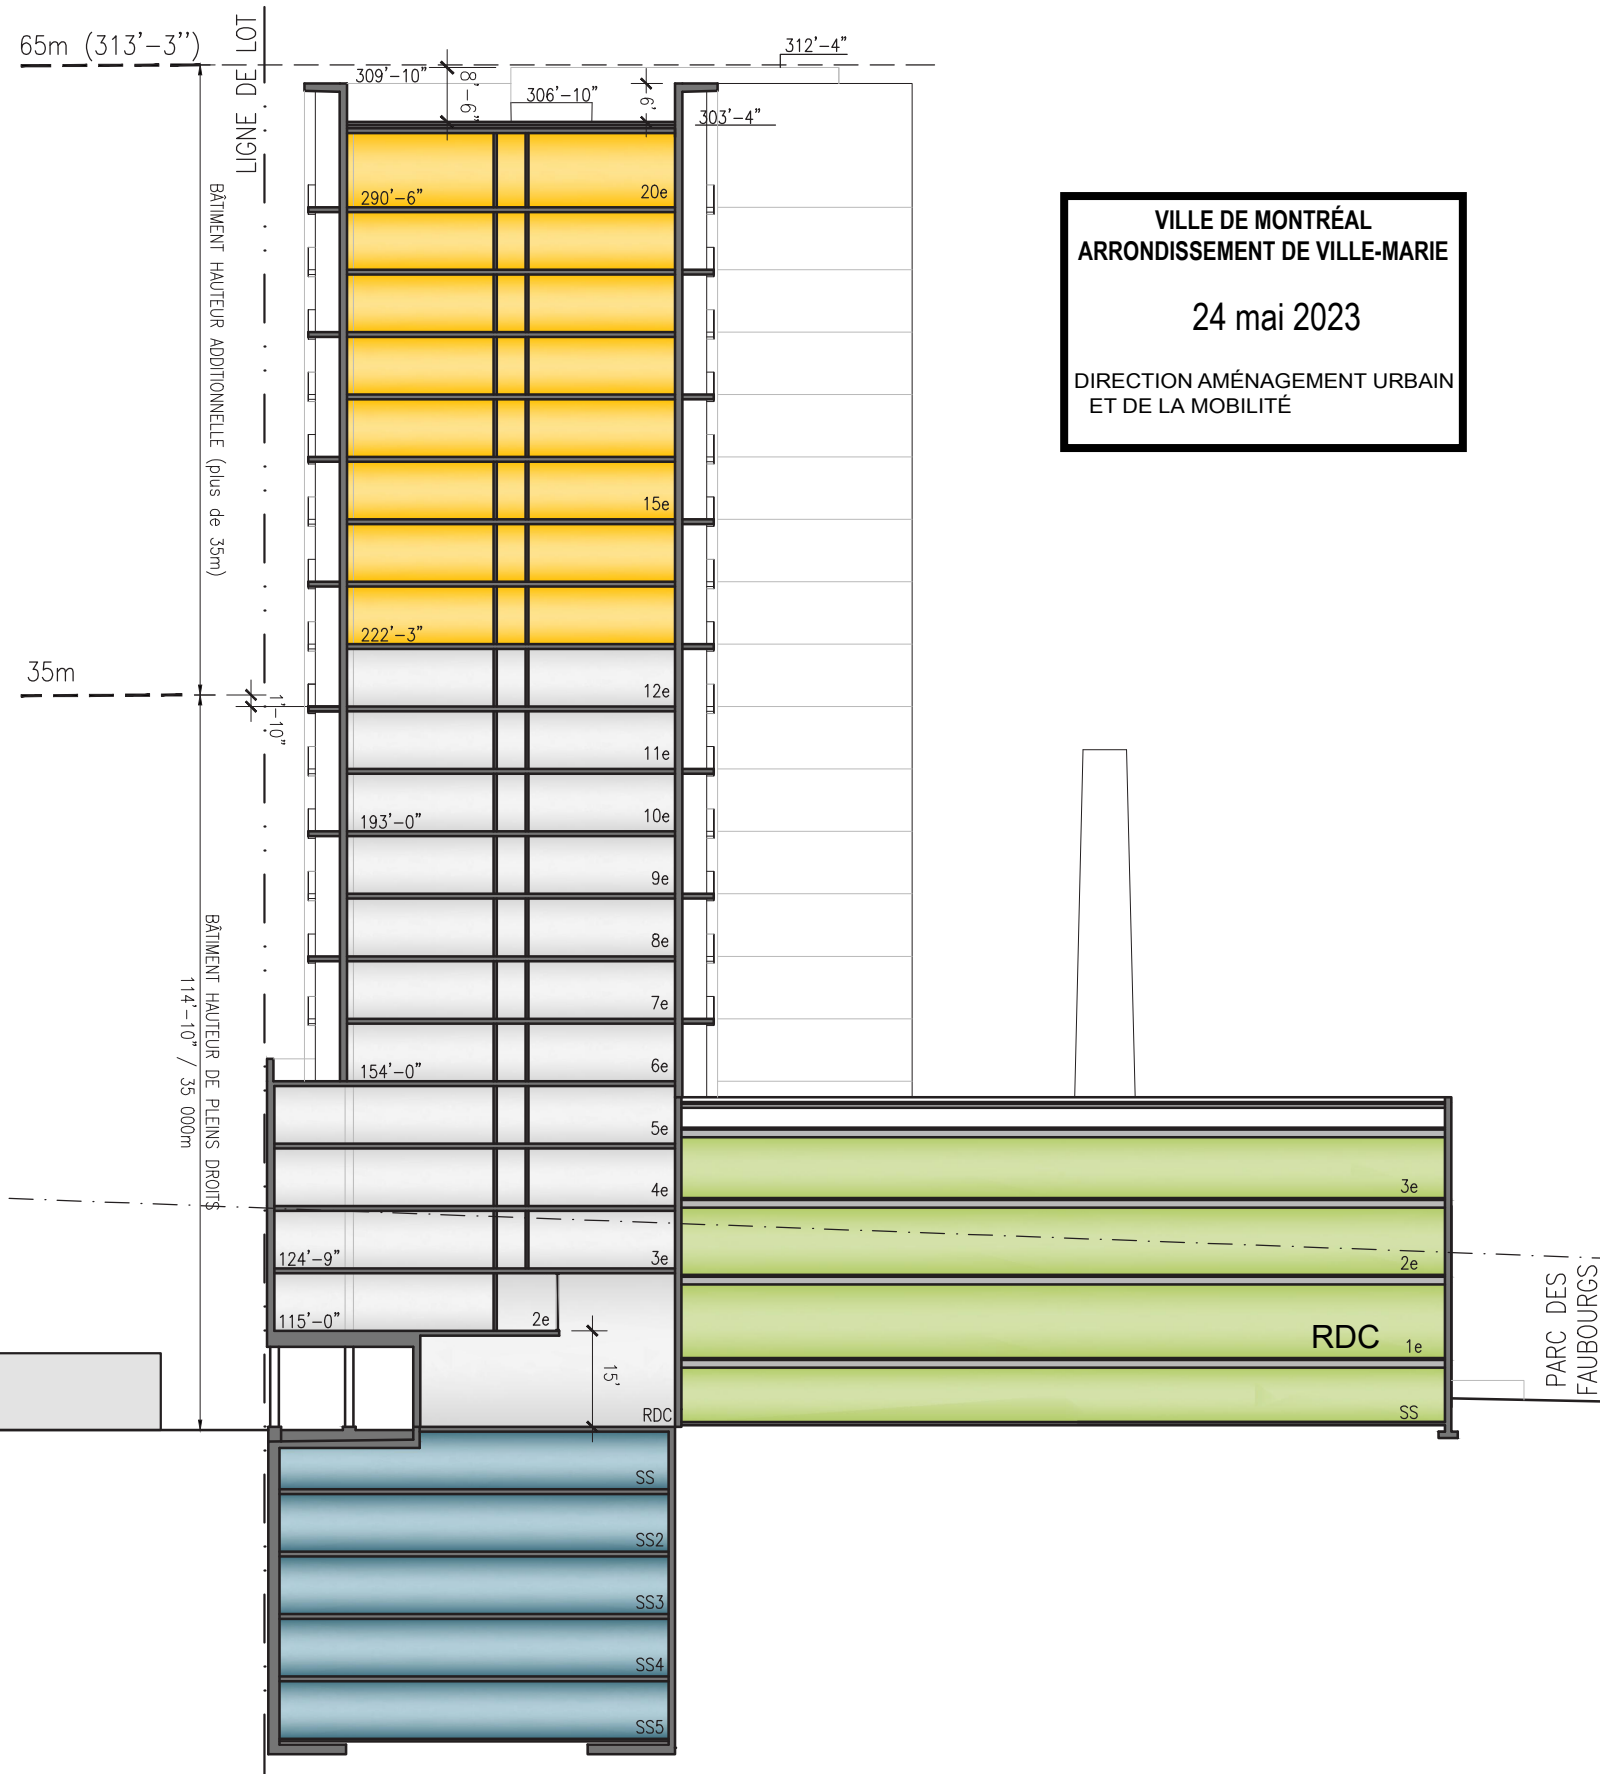 65m (313'-3'')
LIGNE DE LOT
312'-4"
309'-10"
8'-6"
306'-10"
6'
303'-4"
290'-6"
20e
VILLE DE MONTRÉAL
ARRONDISSEMENT DE VILLE-MARIE
24 mai 2023
DIRECTION AMÉNAGEMENT URBAIN
ET DE LA MOBILITÉ
BÂTIMENT HAUTEUR ADDITIONNELLE (plus de 35m)
15e
222'-3"
35m
12e
1'-10"
11e
193'-0"
10e
9e
8e
BÂTIMENT HAUTEUR DE PLEINS DROITS
114'-10" / 35 000m
7e
154'-0"
6e
5e
4e
3e
124'-9"
3e
2e
115'-0"
2e
RDC
1e
15'
PARC DES
FAUBOURGS
RDC
SS
SS
SS2
SS3
SS4
SS5